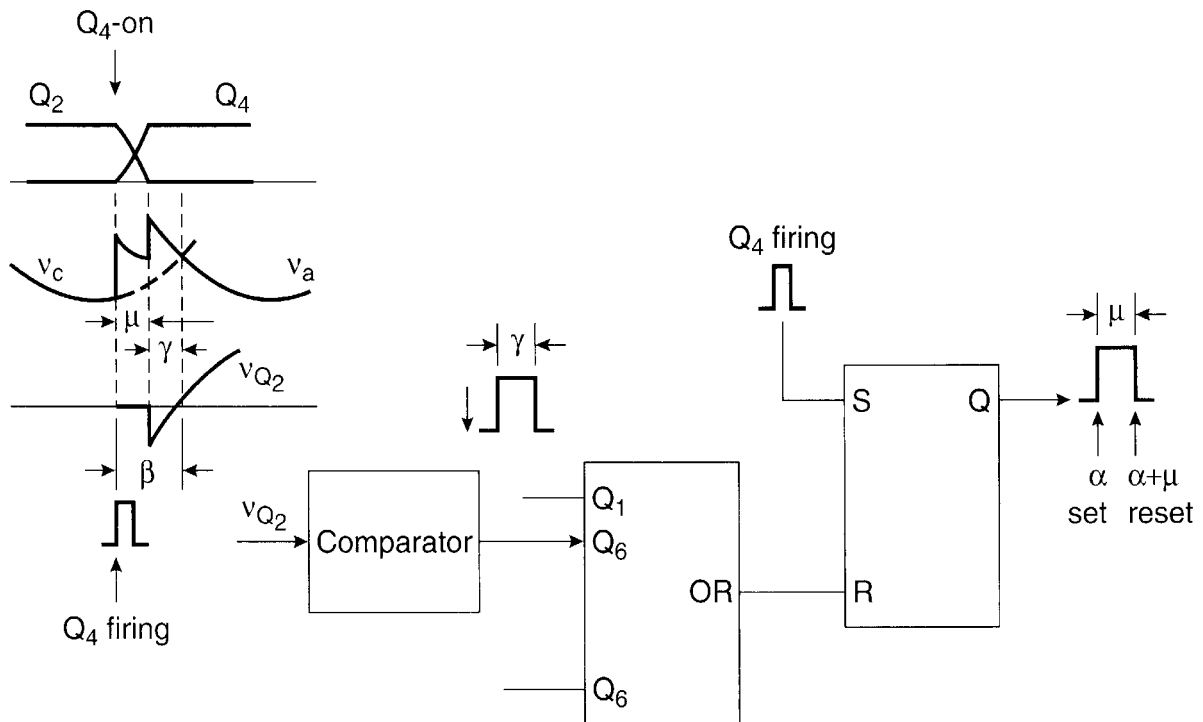 Q4-on
Q2
Q4
νc
νa
μ
γ
νQ2
β
Q4 firing
γ
νQ2
Comparator
Q1
Q6
OR
Q6
Q4 firing
S
Q
R
μ
α
set
α+μ
reset